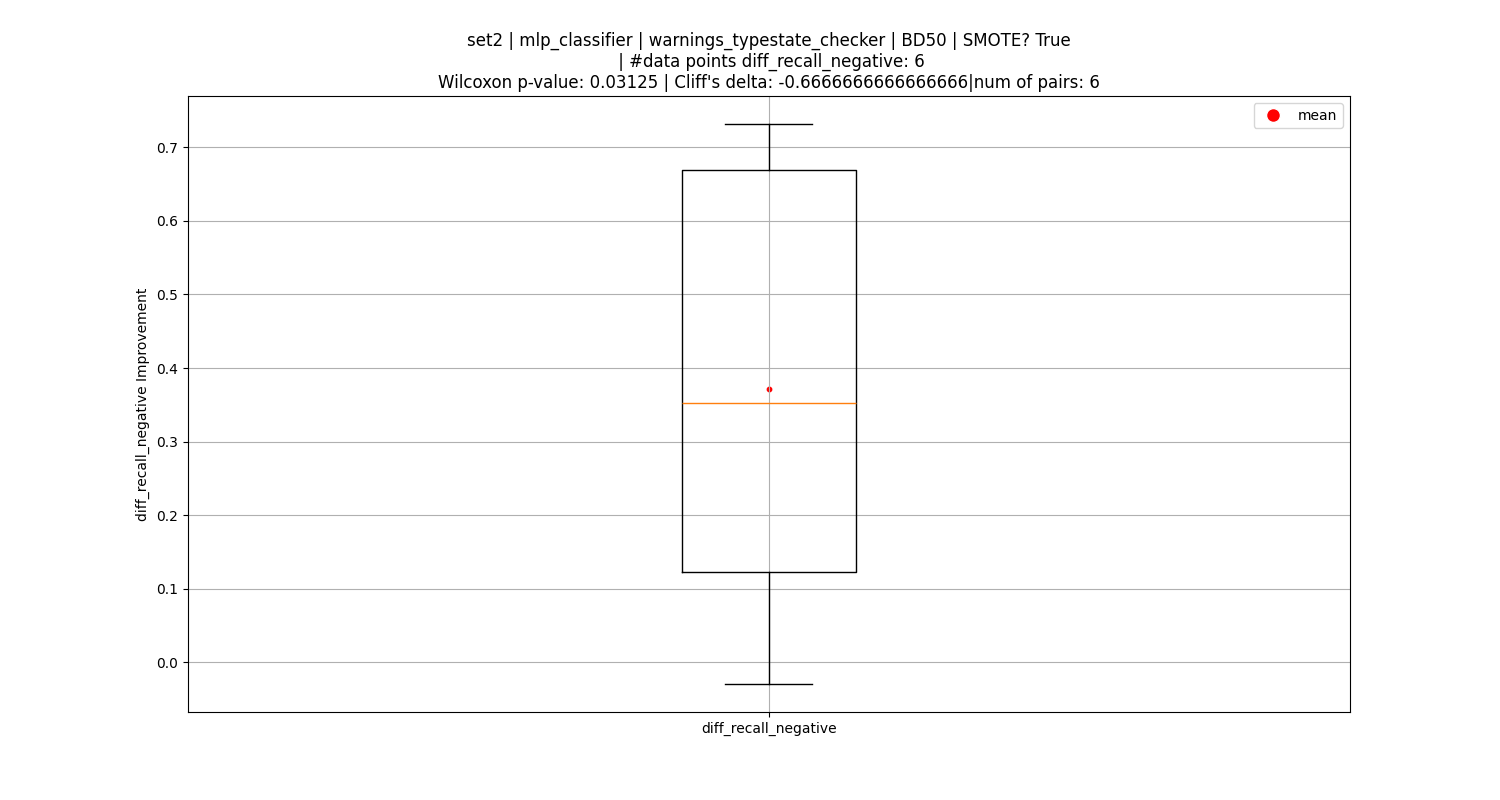 set2 | mlp_classifier | warnings_typestate_checker | BD50 | SMOTE? True
| #data points diff_recall_negative: 6
Wilcoxon p-value: 0.03125 | Cliff's delta: -0.6666666666666666|num of pairs: 6
mean
0.7
0.6
0.5
0.4
0.3
0.2
0.1
0.0
diff_recall_negative Improvement
diff_recall_negative